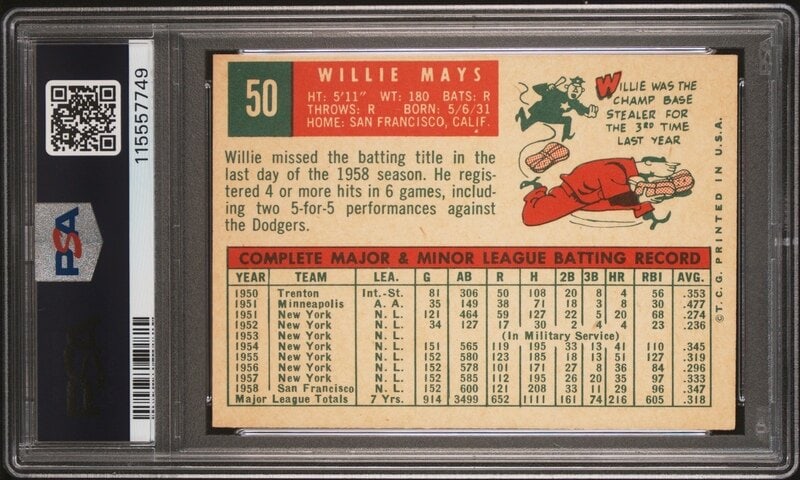 115557749
PSA
50
WILLIE MAYS
HT: 5'11" WT: 180 BATS: R
THROWS: R BORN: 5/6/31
HOME: SAN FRANCISCO, CALIF.
WILLIE WAS THE
CHAMP BASE
STEALER FOR
THE 3RD TIME
LAST YEAR
Willie missed the batting title in the
last day of the 1958 season. He regis-
tered 4 or more hits in 6 games, includ-
ing two 5-for-5 performances against
the Dodgers.
COMPLETE MAJOR & MINOR LEAGUE BATTING RECORD
YEAR TEAM LEA. G AB R H 2B 3B HR RBI AVG.
1950 Trenton Int.-St. 81 306 50 108 20 8 4 56 .353
1951 Minneapolis A. A. 35 149 38 71 18 3 8 30 .477
1951 New York N. L. 121 464 59 127 22 5 20 68 .274
1952 New York N. L. 34 127 17 30 2 4 4 23 .236
1953 New York N. L. (In Military Service)
1954 New York N. L. 151 565 119 195 33 13 41 110 .345
1955 New York N. L. 152 580 123 185 18 13 51 127 .319
1956 New York N. L. 152 578 101 171 27 8 36 84 .296
1957 New York N. L. 152 585 112 195 26 20 35 97 .333
1958 San Francisco N. L. 152 600 121 208 33 11 29 96 .347
Major League Totals 7 Yrs. 914 3499 652 1111 161 74 216 605 .318
©T.C.G. PRINTED IN U.S.A.